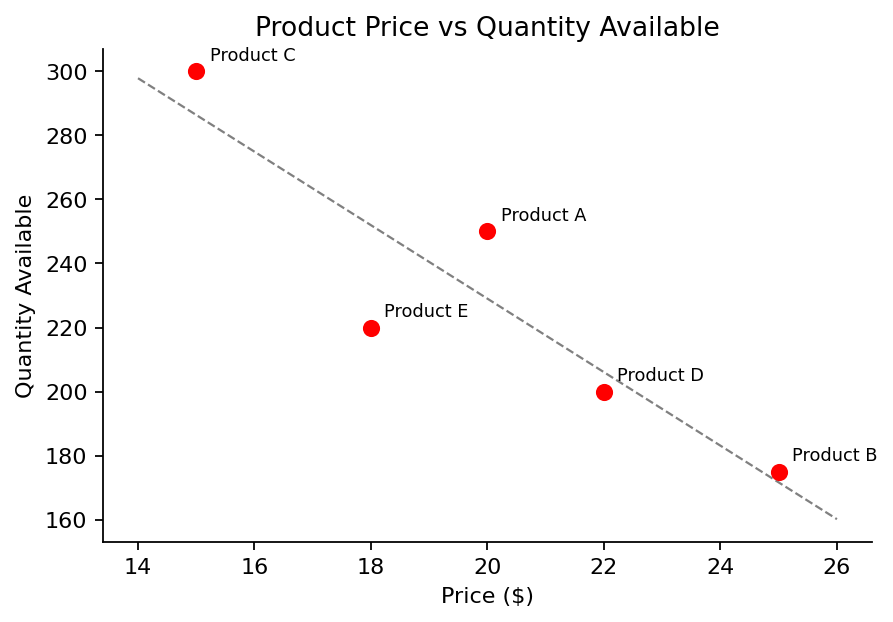 Product Price vs Quantity Available
Quantity Available
300
280
260
240
220
200
180
160
Product C
Product A
Product E
Product D
Product B
14 16 18 20 22 24 26
Price ($)